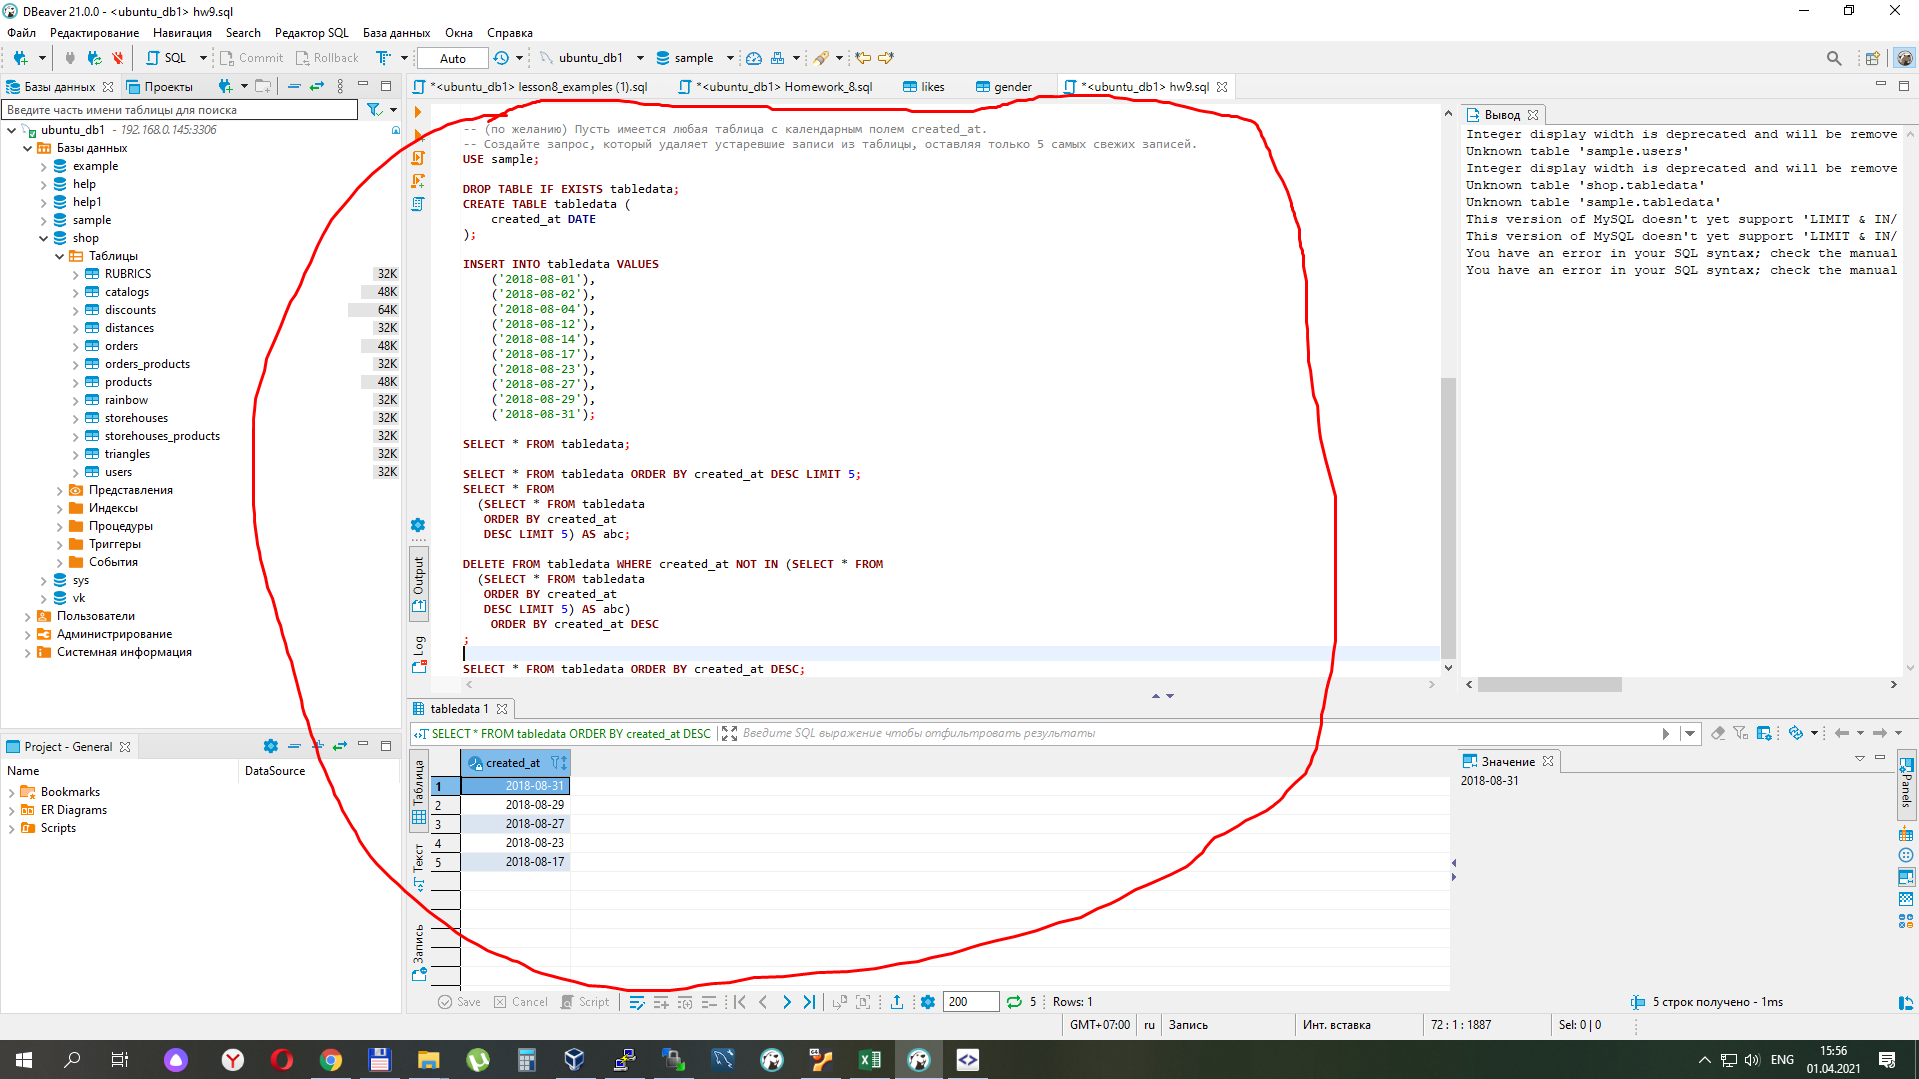 DBeaver 21.0.0 - <ubuntu_db1> hw9.sql
Файл Редактирование Навигация Search Редактор SQL База данных Окна Справка
SQL Commit Rollback Auto ubuntu_db1 sample
Базы данных Проекты
Введите часть имени таблицы для поиска
ubuntu_db1 - 192.168.0.145:3306
Базы данных
example
help
help1
sample
shop
Таблицы
RUBRICS 32K
catalogs 48K
discounts 64K
distances 32K
orders 48K
orders_products 32K
products 48K
rainbow 32K
storehouses 32K
storehouses_products 32K
triangles 32K
users 32K
Представления
Индексы
Процедуры
Триггеры
События
sys
vk
Пользователи
Администрирование
Системная информация
Project - General
Name DataSource
Bookmarks
ER Diagrams
Scripts
*<ubuntu_db1> lesson8_examples (1).sql *<ubuntu_db1> Homework_8.sql likes gender *<ubuntu_db1> hw9.sql
-- (по желанию) Пусть имеется любая таблица с календарным полем created_at.
-- Создайте запрос, который удаляет устаревшие записи из таблицы, оставляя только 5 самых свежих записей.
USE sample;
DROP TABLE IF EXISTS tabledata;
CREATE TABLE tabledata (
created_at DATE
);
INSERT INTO tabledata VALUES
('2018-08-01'),
('2018-08-02'),
('2018-08-04'),
('2018-08-12'),
('2018-08-14'),
('2018-08-17'),
('2018-08-23'),
('2018-08-27'),
('2018-08-29'),
('2018-08-31');
SELECT * FROM tabledata;
SELECT * FROM tabledata ORDER BY created_at DESC LIMIT 5;
SELECT * FROM
(SELECT * FROM tabledata
ORDER BY created_at
DESC LIMIT 5) AS abc;
DELETE FROM tabledata WHERE created_at NOT IN (SELECT * FROM
(SELECT * FROM tabledata
ORDER BY created_at
DESC LIMIT 5) AS abc)
ORDER BY created_at DESC
;
SELECT * FROM tabledata ORDER BY created_at DESC;
Output
Log
Вывод
Integer display width is deprecated and will be remove
Unknown table 'sample.users'
Integer display width is deprecated and will be remove
Unknown table 'shop.tabledata'
Unknown table 'sample.tabledata'
This version of MySQL doesn't yet support 'LIMIT & IN/
This version of MySQL doesn't yet support 'LIMIT & IN/
You have an error in your SQL syntax; check the manual
You have an error in your SQL syntax; check the manual
tabledata 1
SELECT * FROM tabledata ORDER BY created_at DESC Введите SQL выражение чтобы отфильтровать результаты
Таблица
Текст
Запись
created_at
1 2018-08-31
2 2018-08-29
3 2018-08-27
4 2018-08-23
5 2018-08-17
Значение
2018-08-31
Panels
Save Cancel Script 200 5 Rows: 1 5 строк получено - 1ms
GMT+07:00 ru Запись Инт. вставка 72 : 1 : 1887 Sel: 0 | 0
ENG 15:56
01.04.2021